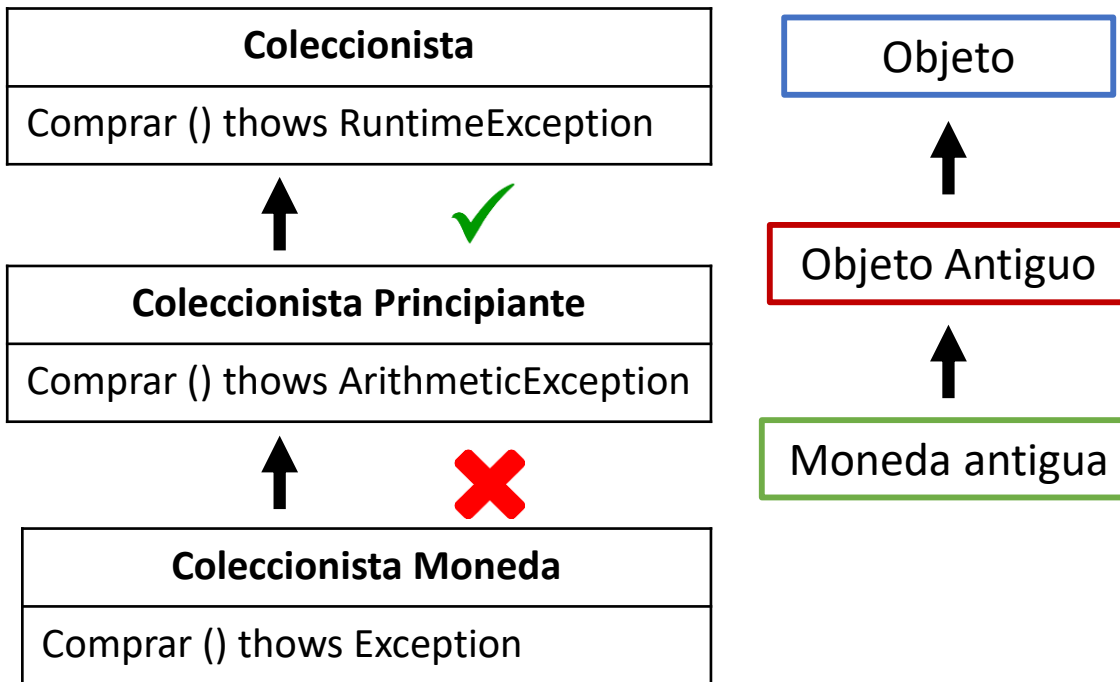 Coleccionista
Comprar () thows RuntimeException
Coleccionista Principiante
Comprar () thows ArithmeticException
Coleccionista Moneda
Comprar () thows Exception
Objeto
Objeto Antiguo
Moneda antigua